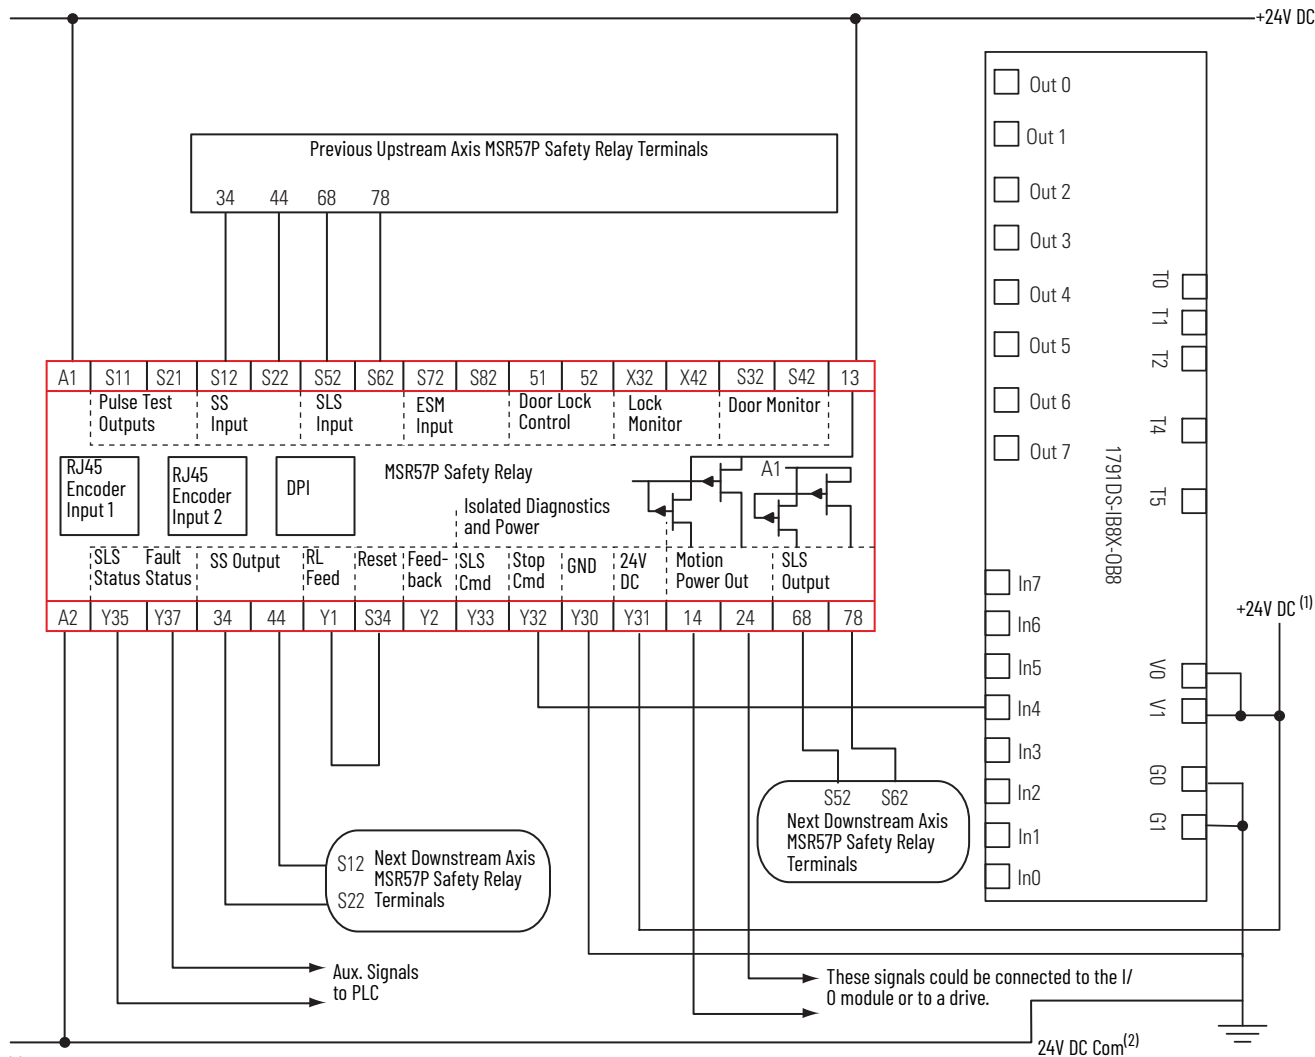 +24V DC
Out 0
Out 1
Out 2
Out 3
Out 4
Out 5
Out 6
Out 7
T0
T1
T2
T4
T5
1791DS-IB8X-OB8
In7
In6
In5
In4
In3
In2
In1
In0
V0
V1
G0
G1
+24V DC (1)
Previous Upstream Axis MSR57P Safety Relay Terminals
34 44 68 78
A1 S11 S21 S12 S22 S52 S62 S72 S82 51 52 X32 X42 S32 S42 13
Pulse Test
Outputs
SS
Input
SLS
Input
ESM
Input
Door Lock
Control
Lock
Monitor
Door Monitor
RJ45
Encoder
Input 1
RJ45
Encoder
Input 2
DPI
MSR57P Safety Relay
Isolated Diagnostics
and Power
A1
SLS
Status
Fault
Status
SS Output
RL
Feed
Reset
Feed-
back
SLS
Cmd
Stop
Cmd
GND
24V
DC
Motion
Power Out
SLS
Output
A2 Y35 Y37 34 44 Y1 S34 Y2 Y33 Y32 Y30 Y31 14 24 68 78
S52 S62
Next Downstream Axis
MSR57P Safety Relay
Terminals
S12 Next Downstream Axis
MSR57P Safety Relay
S22 Terminals
Aux. Signals
to PLC
These signals could be connected to the I/
O module or to a drive.
24V DC Com(2)